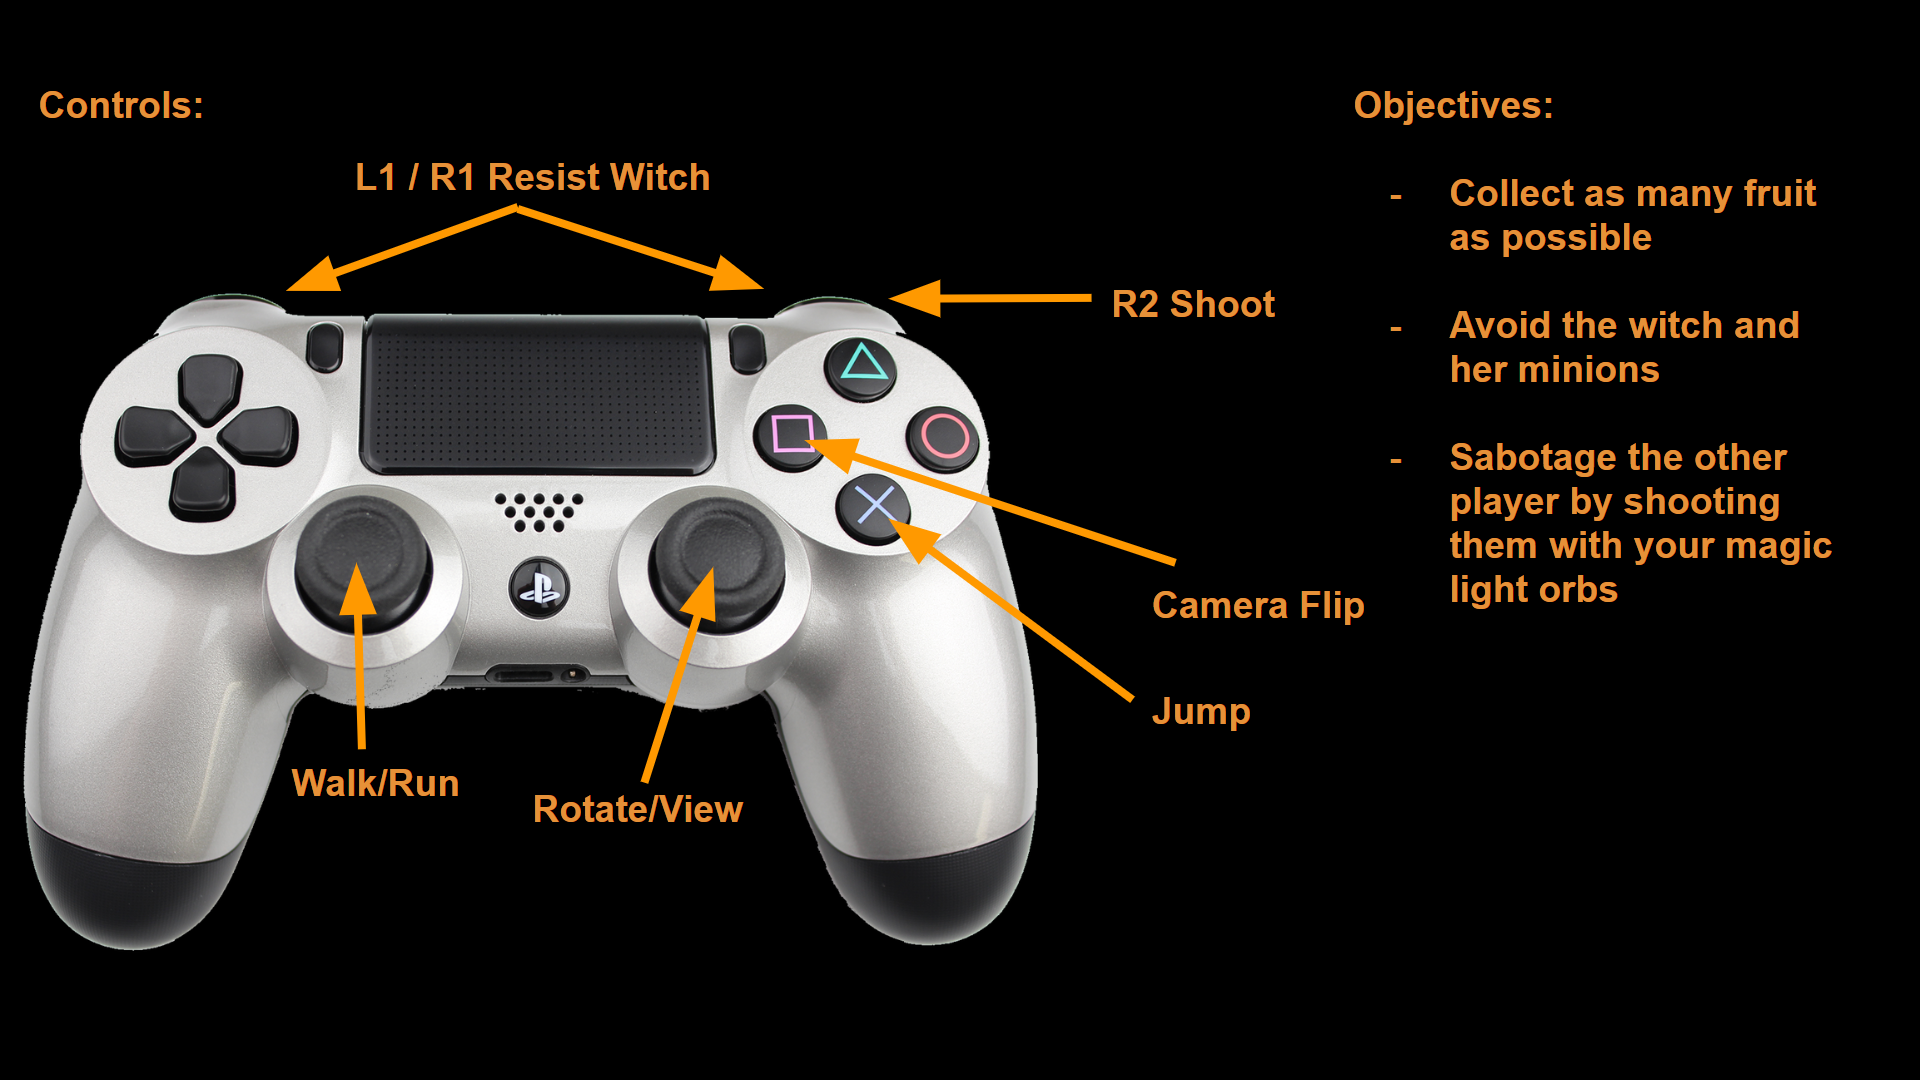 Controls:
L1 / R1 Resist Witch
R2 Shoot
Camera Flip
Jump
Walk/Run
Rotate/View
Objectives:
- Collect as many fruit
as possible
- Avoid the witch and
her minions
- Sabotage the other
player by shooting
them with your magic
light orbs